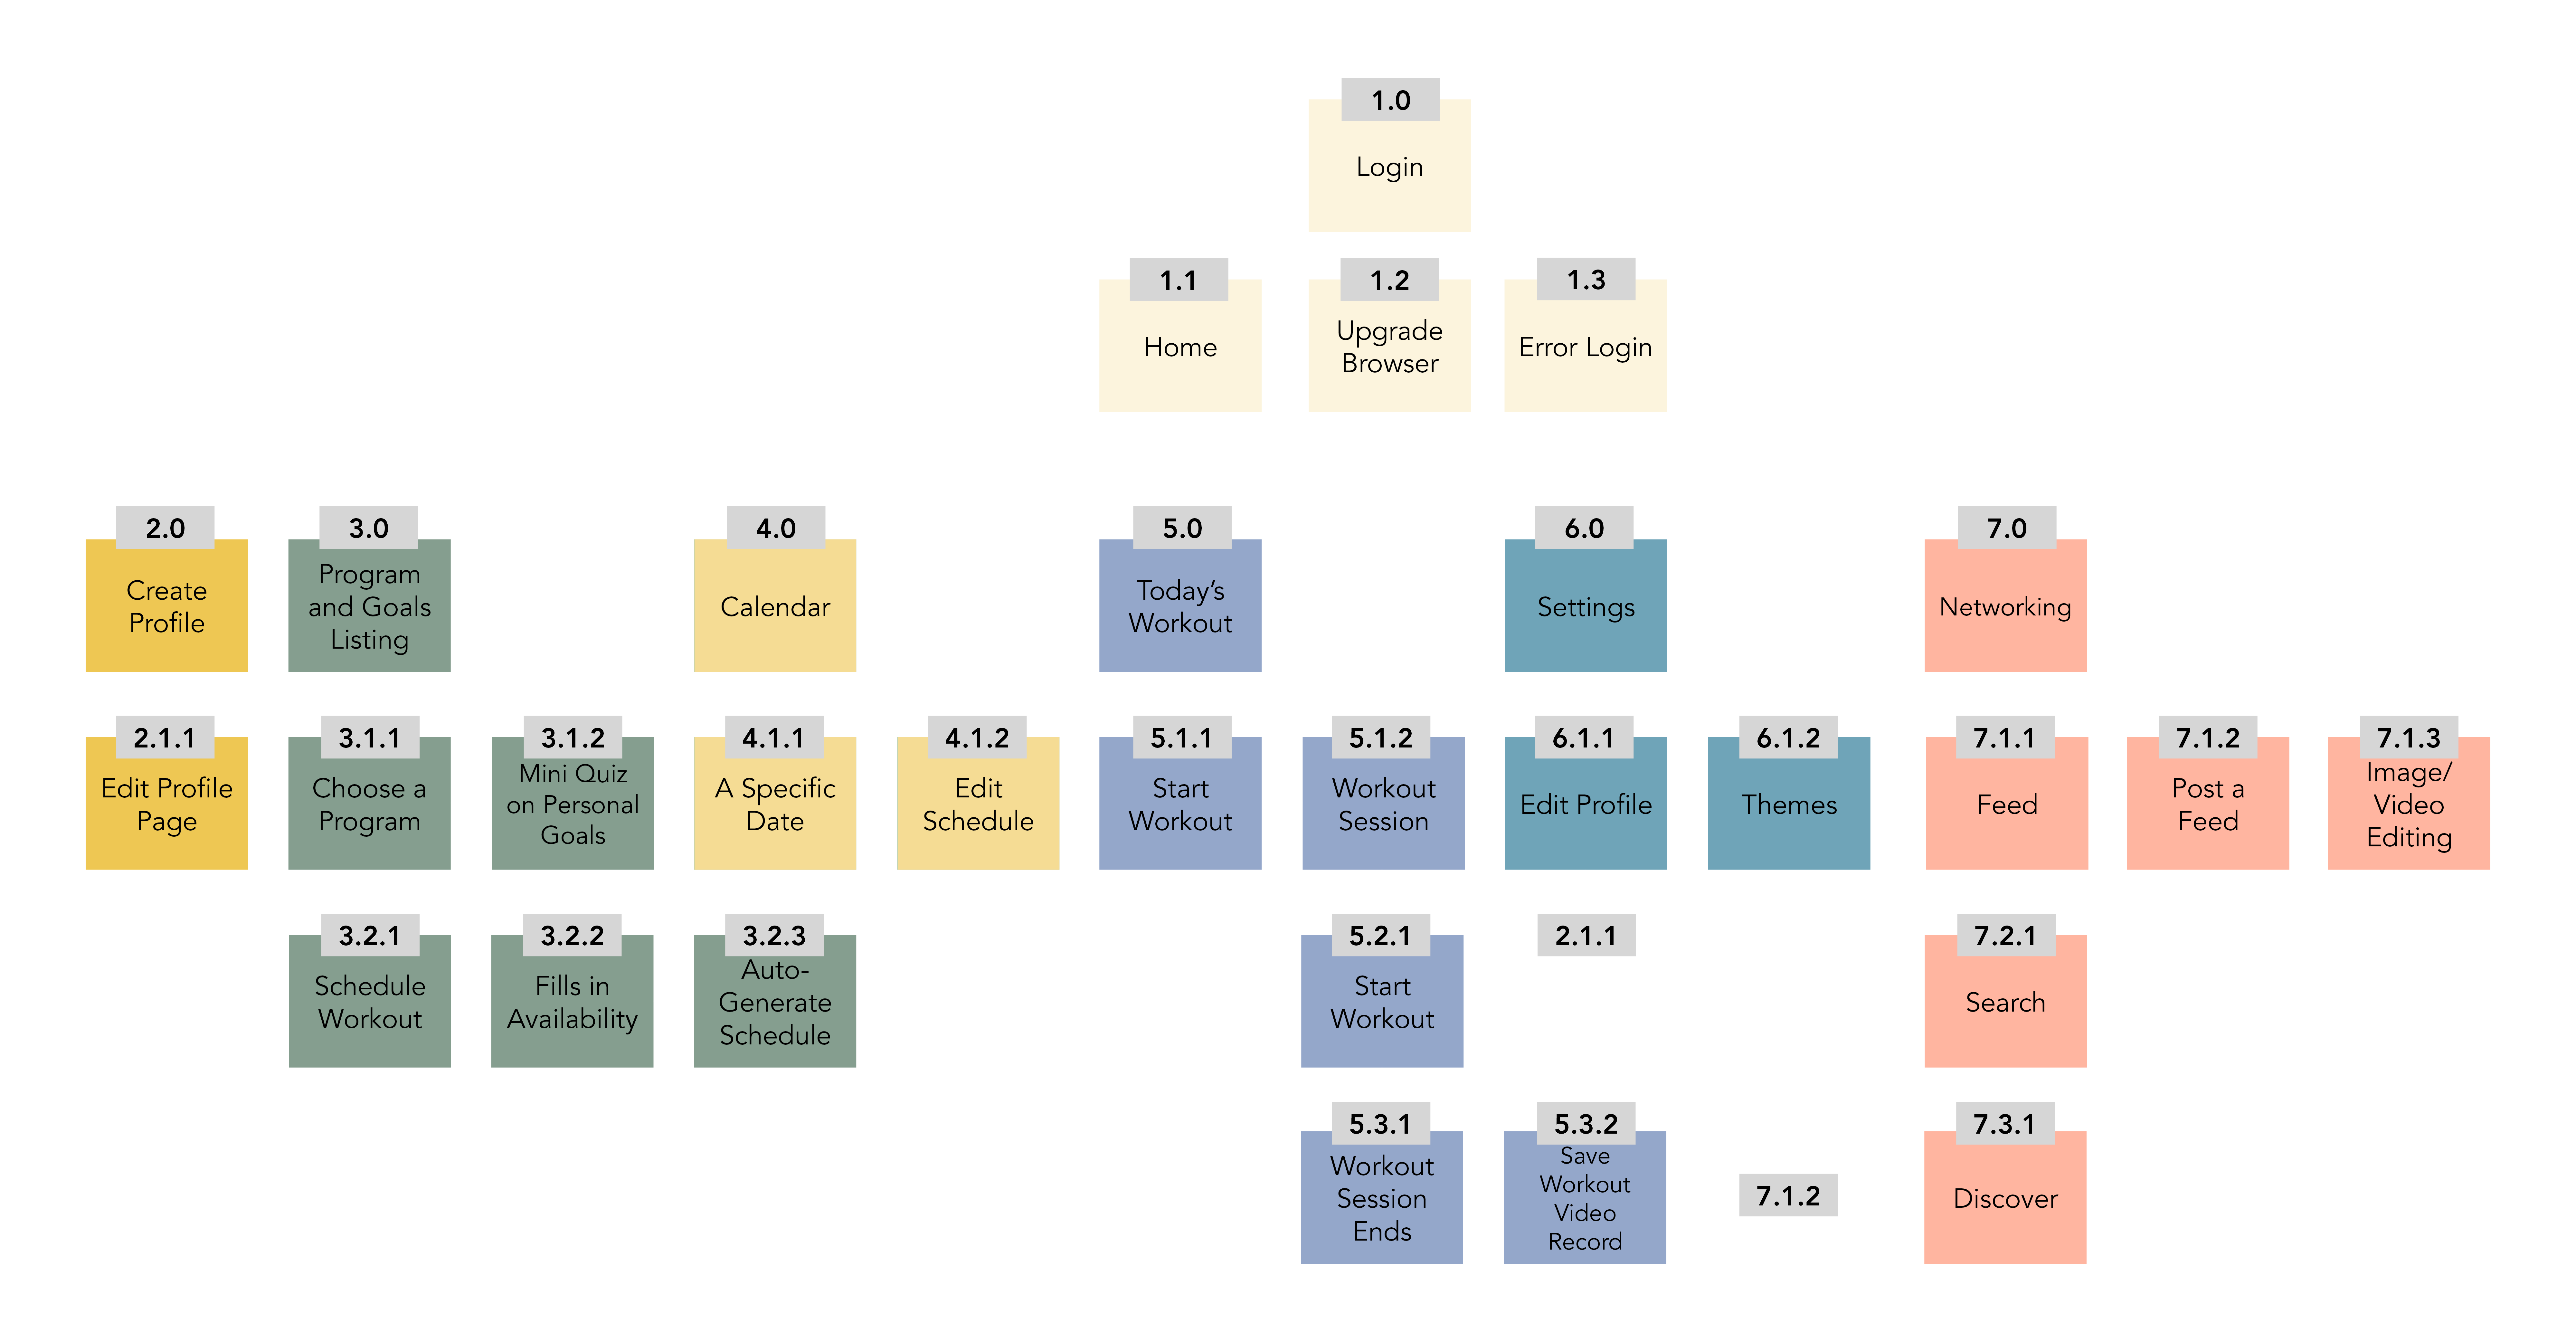 1.0
Login
1.1
Home
1.2
Upgrade
Browser
1.3
Error Login
2.0
Create
Profile
3.0
Program
and Goals
Listing
4.0
Calendar
5.0
Today’s
Workout
6.0
Settings
7.0
Networking
2.1.1
Edit Profile
Page
3.1.1
Choose a
Program
3.1.2
Mini Quiz
on Personal
Goals
4.1.1
A Specific
Date
4.1.2
Edit
Schedule
5.1.1
Start
Workout
5.1.2
Workout
Session
6.1.1
Edit Profile
6.1.2
Themes
7.1.1
Feed
7.1.2
Post a
Feed
7.1.3
Image/
Video
Editing
3.2.1
Schedule
Workout
3.2.2
Fills in
Availability
3.2.3
Auto-
Generate
Schedule
5.2.1
Start
Workout
2.1.1
7.2.1
Search
5.3.1
Workout
Session
Ends
5.3.2
Save
Workout
Video
Record
7.1.2
7.3.1
Discover